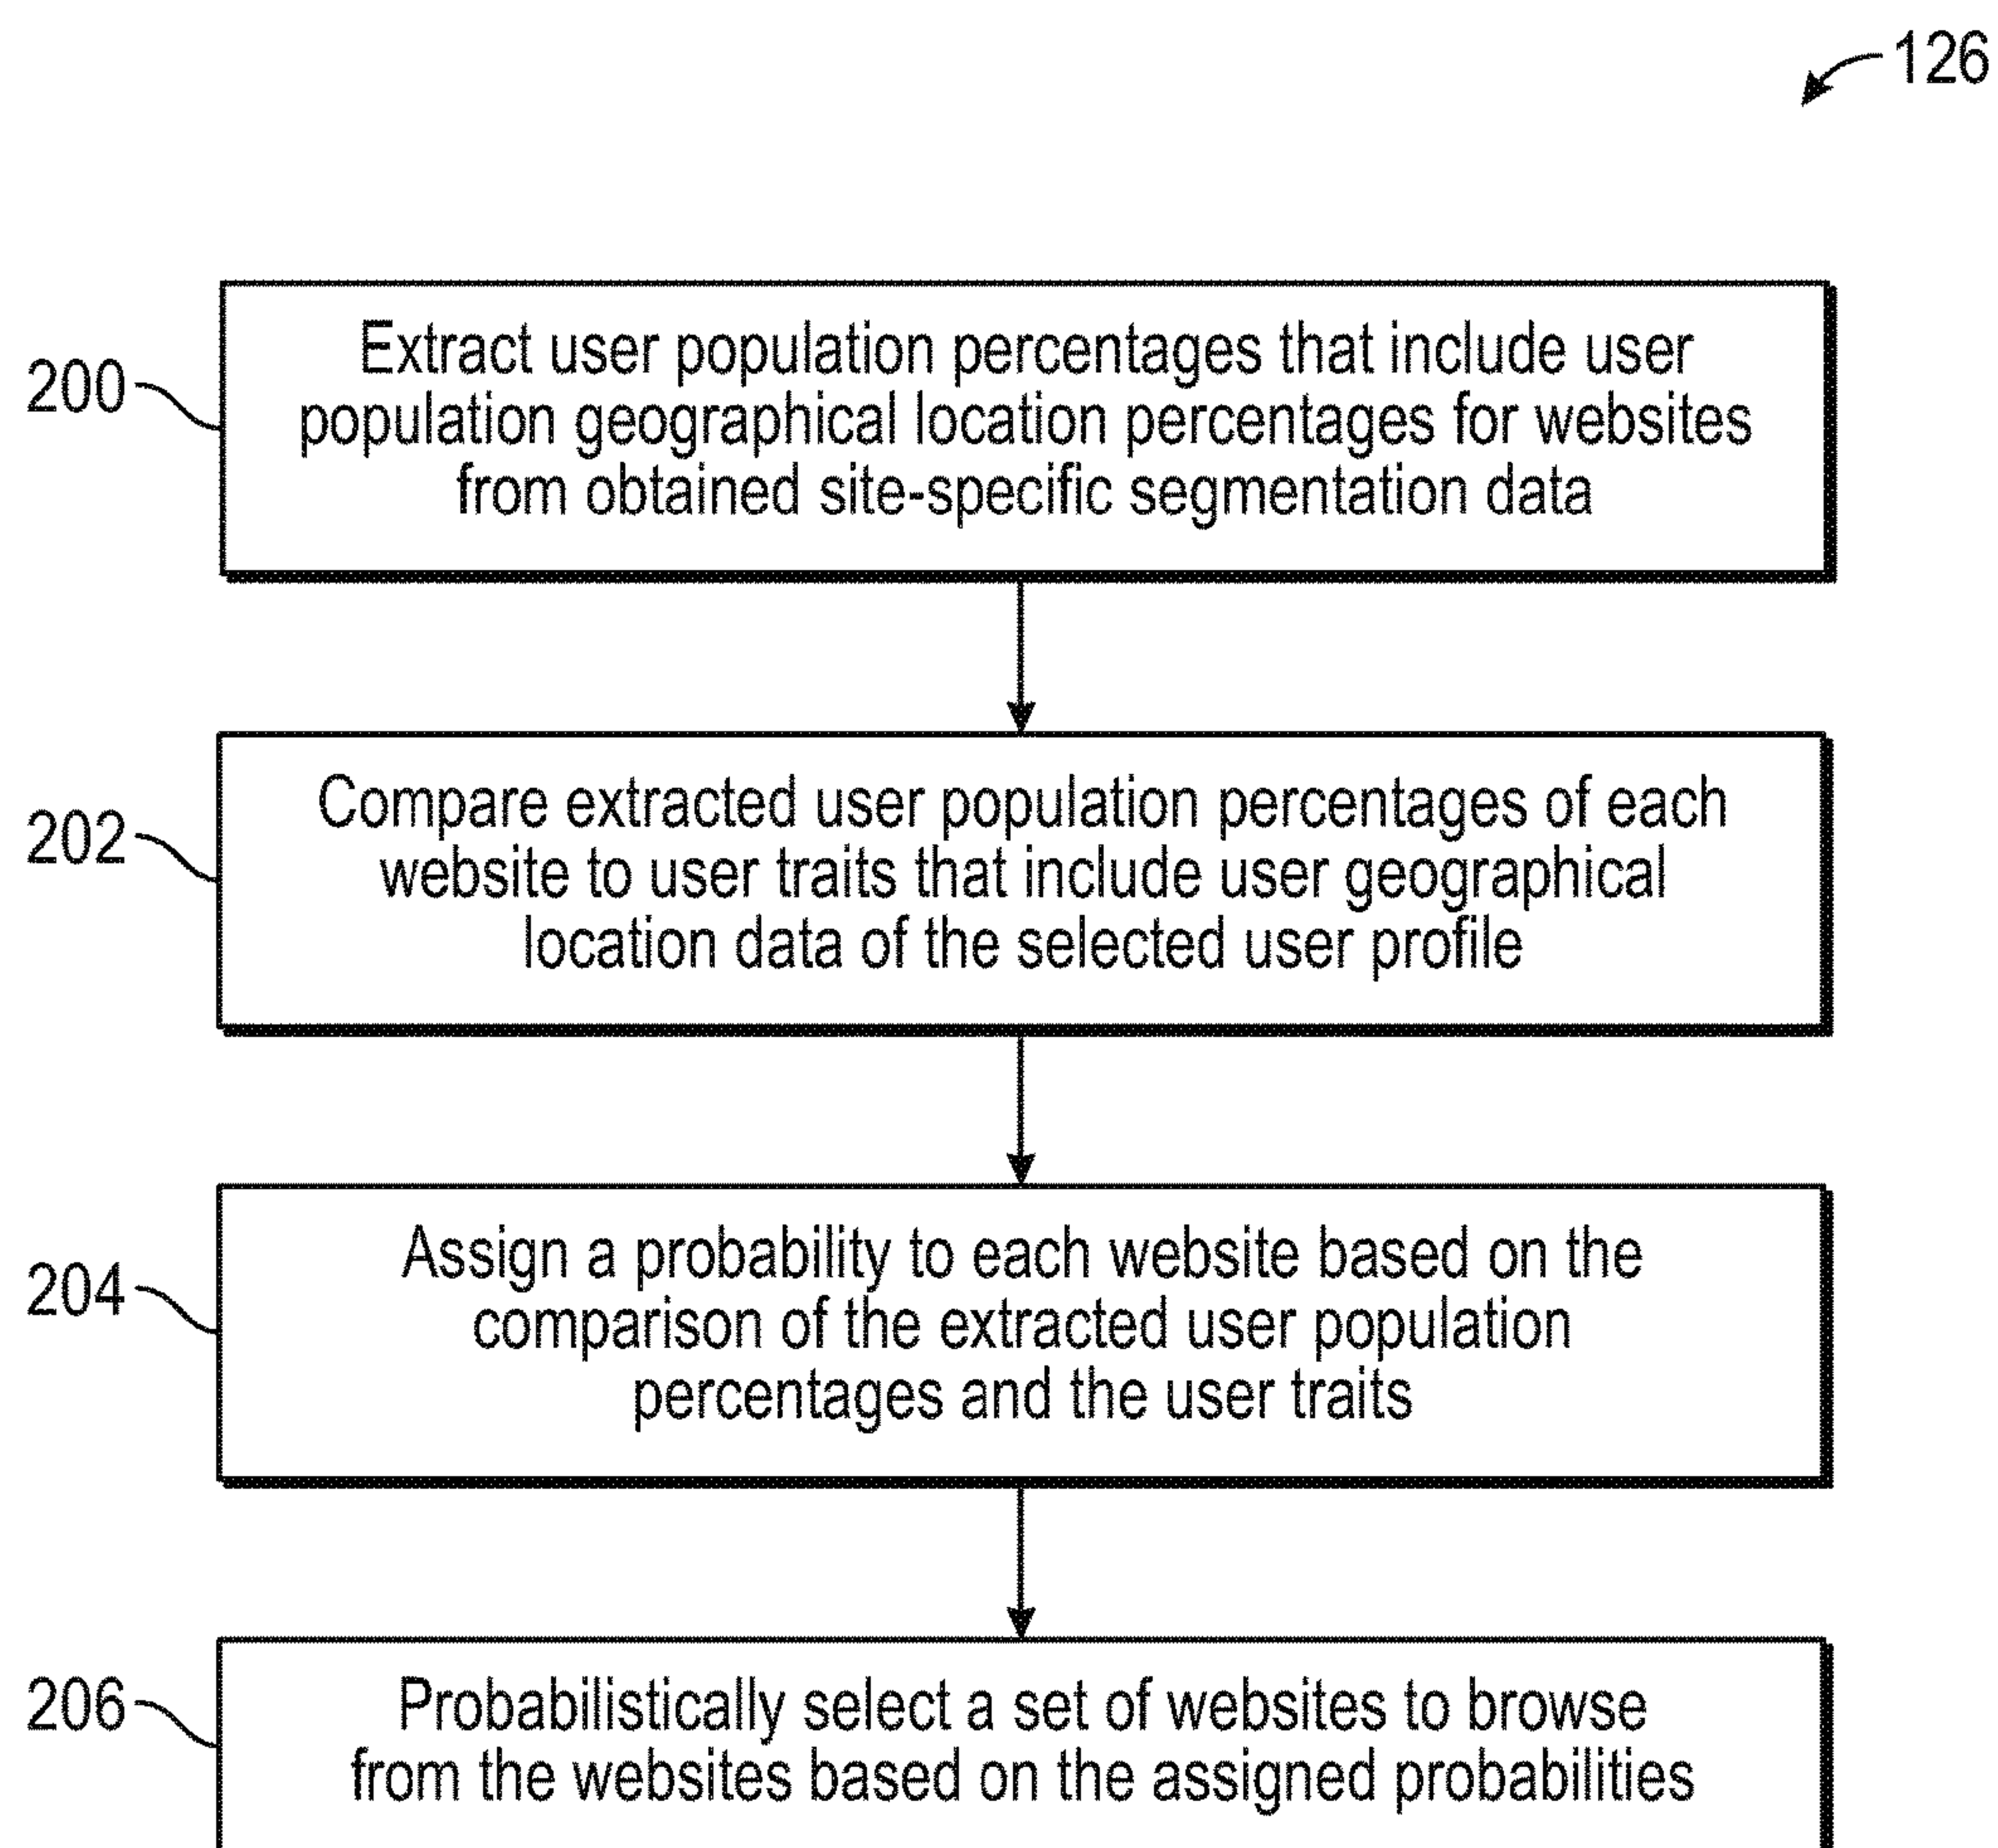 126
200
Extract user population percentages that include user
population geographical location percentages for websites
from obtained site-specific segmentation data
202
Compare extracted user population percentages of each
website to user traits that include user geographical
location data of the selected user profile
204
Assign a probability to each website based on the
comparison of the extracted user population
percentages and the user traits
206
Probabilistically select a set of websites to browse
from the websites based on the assigned probabilities